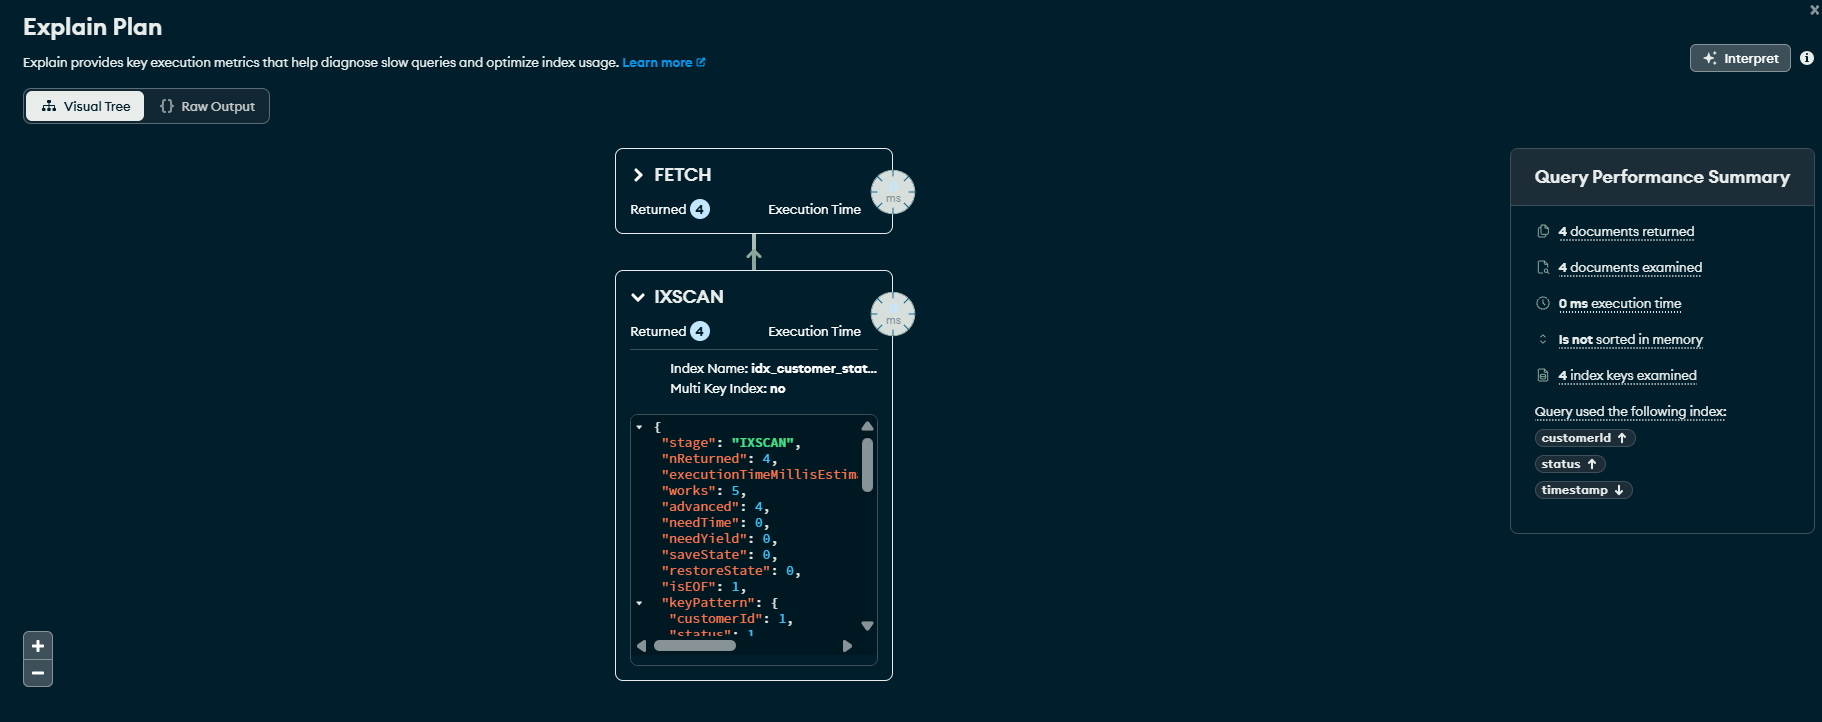 Explain Plan
Explain provides key execution metrics that help diagnose slow queries and optimize index usage. Learn more
Interpret
Visual Tree
{} Raw Output
FETCH
Returned 4
Execution Time
ms
IXSCAN
Returned 4
Execution Time
ms
Index Name: idx_customer_stat...
Multi Key Index: no
{
"stage": "IXSCAN",
"nReturned": 4,
"executionTimeMillisEstim
"works": 5,
"advanced": 4,
"needTime": 0,
"needYield": 0,
"saveState": 0,
"restoreState": 0,
"isEOF": 1,
"keyPattern": {
"customerId": 1,
"status": 1
Query Performance Summary
4 documents returned
4 documents examined
0 ms execution time
Is not sorted in memory
4 index keys examined
Query used the following index:
customerId ↑
status ↑
timestamp ↓